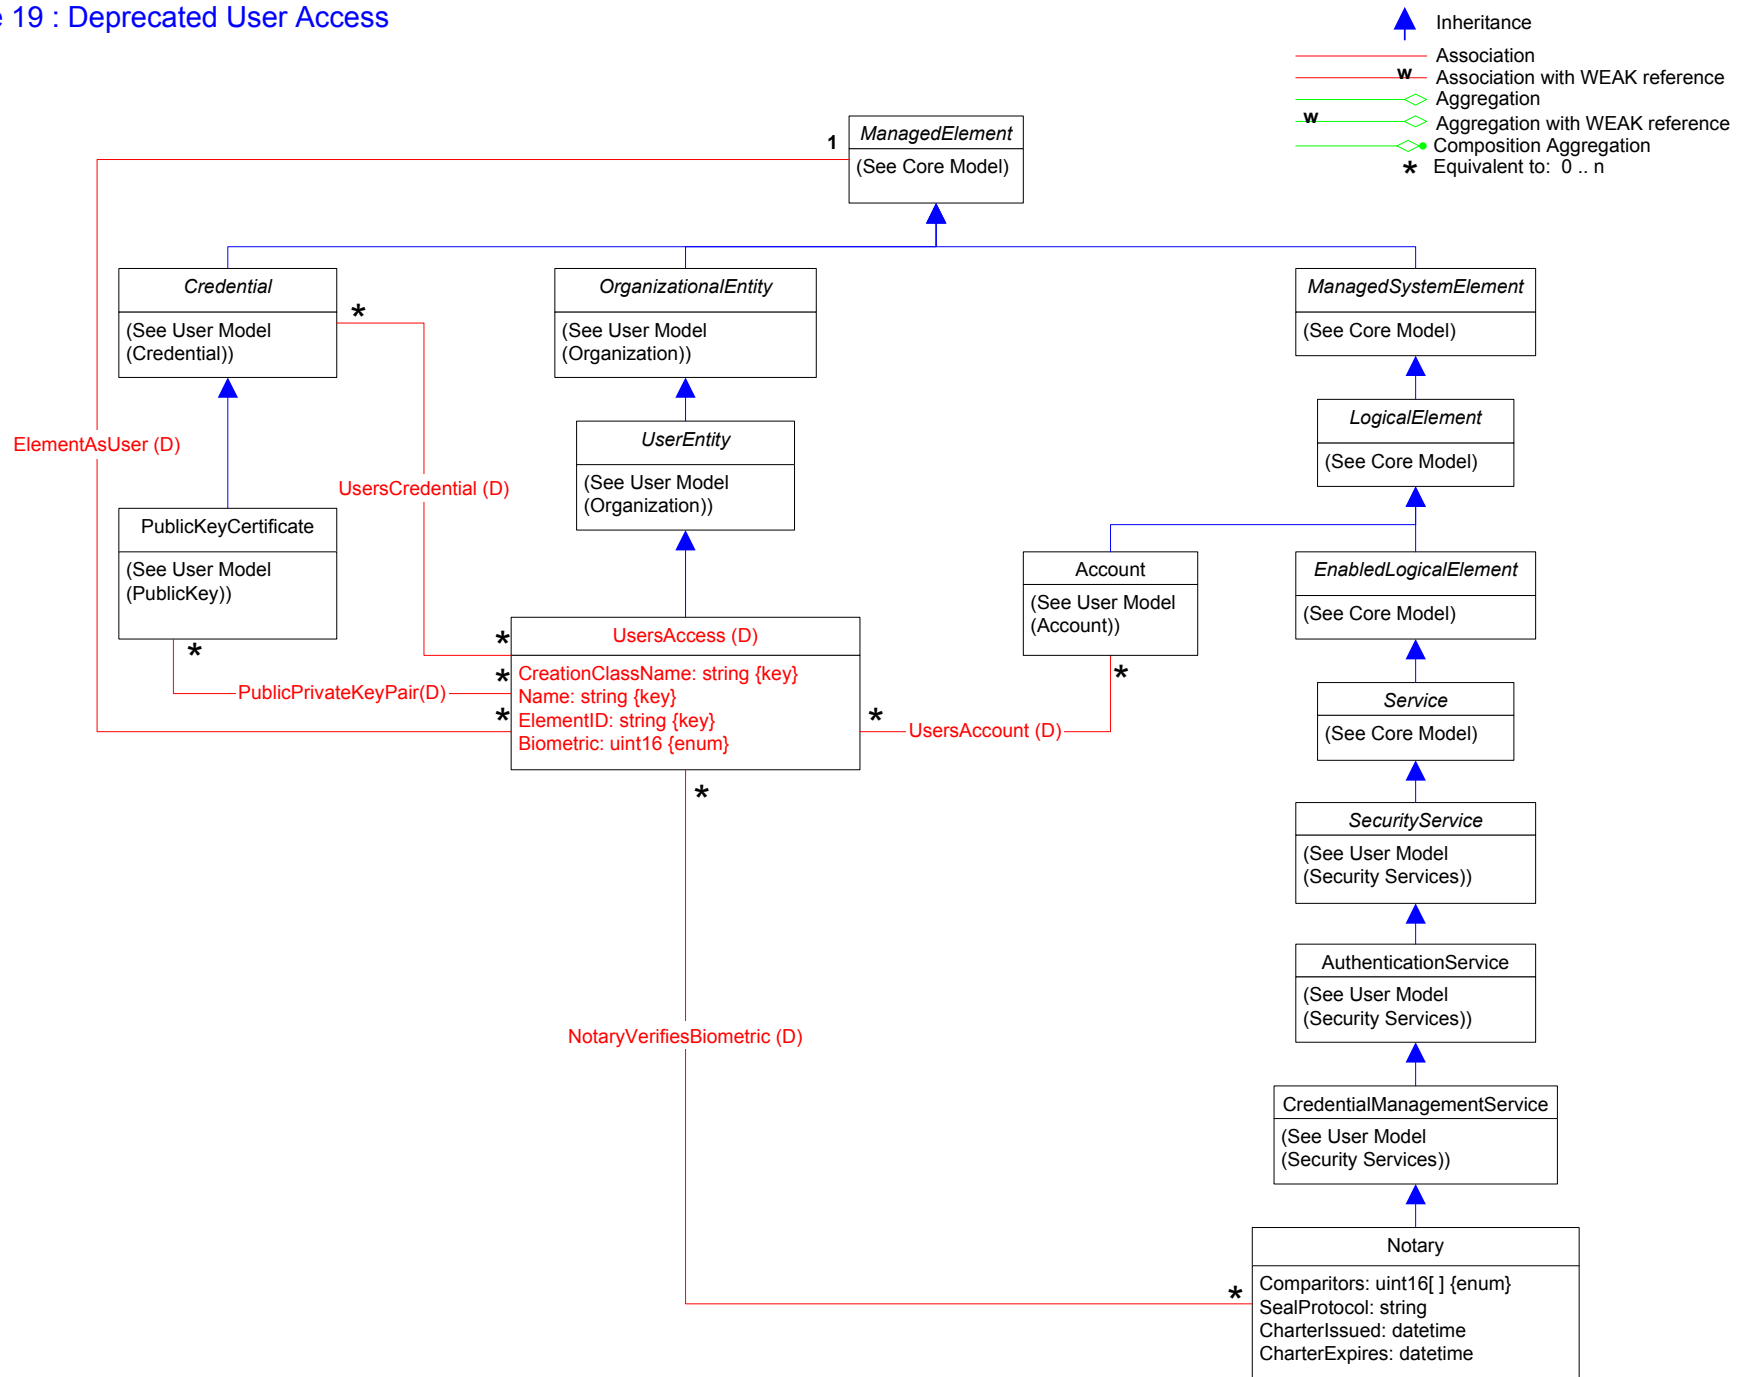 e 19 : Deprecated User Access
Inheritance
Association
w
Association with WEAK reference
Aggregation
w
Aggregation with WEAK reference
Composition Aggregation
* Equivalent to: 0 .. n
ManagedElement
(See Core Model)
1
Credential
(See User Model
(Credential))
*
OrganizationalEntity
(See User Model
(Organization))
ManagedSystemElement
(See Core Model)
LogicalElement
(See Core Model)
UserEntity
(See User Model
(Organization))
ElementAsUser (D)
UsersCredential (D)
PublicKeyCertificate
(See User Model
(PublicKey))
*
Account
(See User Model
(Account))
*
EnabledLogicalElement
(See Core Model)
*
*
*
UsersAccess (D)
CreationClassName: string {key}
Name: string {key}
ElementID: string {key}
Biometric: uint16 {enum}
*
*
PublicPrivateKeyPair(D)
UsersAccount (D)
Service
(See Core Model)
SecurityService
(See User Model
(Security Services))
AuthenticationService
(See User Model
(Security Services))
NotaryVerifiesBiometric (D)
CredentialManagementService
(See User Model
(Security Services))
*
Notary
Comparitors: uint16[ ] {enum}
SealProtocol: string
CharterIssued: datetime
CharterExpires: datetime